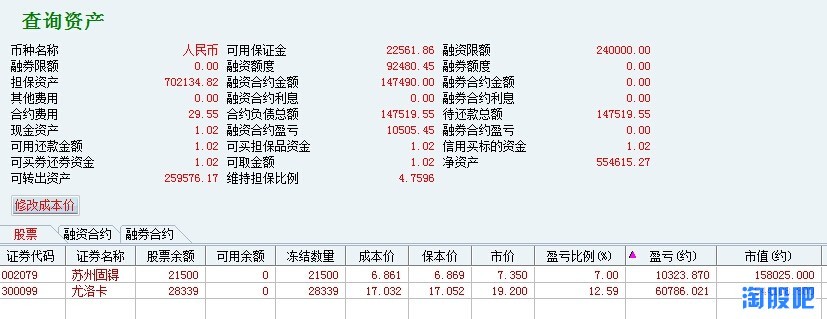 查询资产
币种名称 人民币 可用保证金 22561.86 融资限额 240000.00
融券限额 0.00 融资额度 92480.45 融券额度 0.00
担保资产 702134.82 融资合约金额 147490.00 融券合约金额 0.00
其他费用 0.00 融资合约利息 0.00 融券合约利息 0.00
合约费用 29.55 合约负债总额 147519.55 待还款总额 147519.55
现金资产 1.02 融资合约盈亏 10505.45 融券合约盈亏 0.00
可用还款金额 1.02 可买担保品资金 1.02 信用买标的资金 1.02
可买券还券资金 1.02 可取金额 1.02 净资产 554615.27
可转出资产 259576.17 维持担保比例 4.7596
修改成本价
股票 融资合约 融券合约
证券代码 证券名称 股票余额 可用余额 冻结数量 成本价 保本价 市价 盈亏比例(%) 盈亏(约) 市值(约)
002079 苏州固锝 21500 0 21500 6.861 6.869 7.350 7.00 10323.870 158025.000
300099 尤洛卡 28339 0 28339 17.032 17.052 19.200 12.59 60786.021
淘股吧